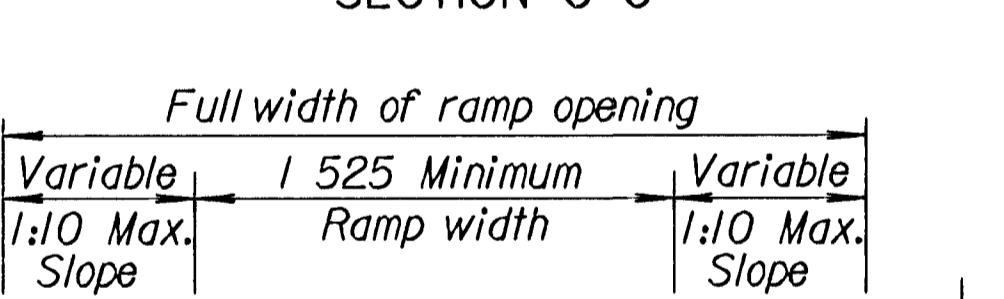 Full width of ramp opening
Variable 1 525 Minimum Variable
1:10 Max. Ramp width 1:10 Max.
Slope Slope